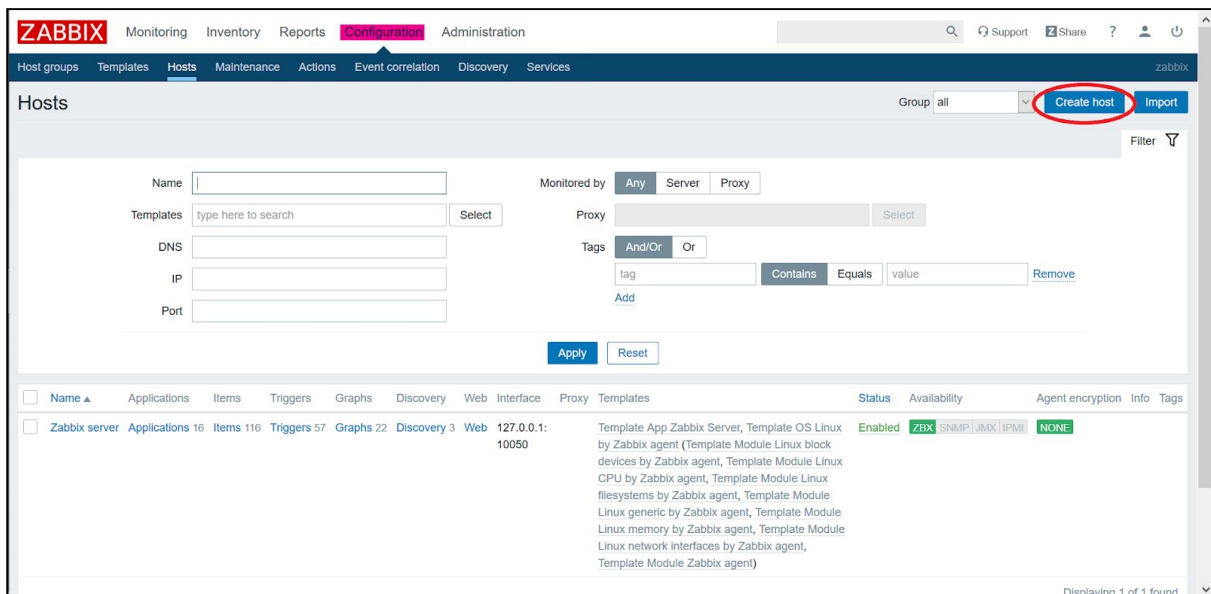 ZABBIX Monitoring Inventory Reports Configuration Administration Support Z Share ?
Host groups Templates Hosts Maintenance Actions Event correlation Discovery Services zabbix
Hosts Group all Create host Import
Filter
Name Monitored by Any Server Proxy
Templates type here to search Select Proxy Select
DNS Tags And/Or Or
IP tag Contains Equals value Remove
Add
Port
Apply Reset
Name ▲ Applications Items Triggers Graphs Discovery Web Interface Proxy Templates Status Availability Agent encryption Info Tags
Zabbix server Applications 16 Items 116 Triggers 57 Graphs 22 Discovery 3 Web 127.0.0.1: Template App Zabbix Server, Template OS Linux Enabled ZBX SNMP JMX IPMI NONE
10050 by Zabbix agent (Template Module Linux block
devices by Zabbix agent, Template Module Linux
CPU by Zabbix agent, Template Module Linux
filesystems by Zabbix agent, Template Module
Linux generic by Zabbix agent, Template Module
Linux memory by Zabbix agent, Template Module
Linux network interfaces by Zabbix agent,
Template Module Zabbix agent)
Displaying 1 of 1 found